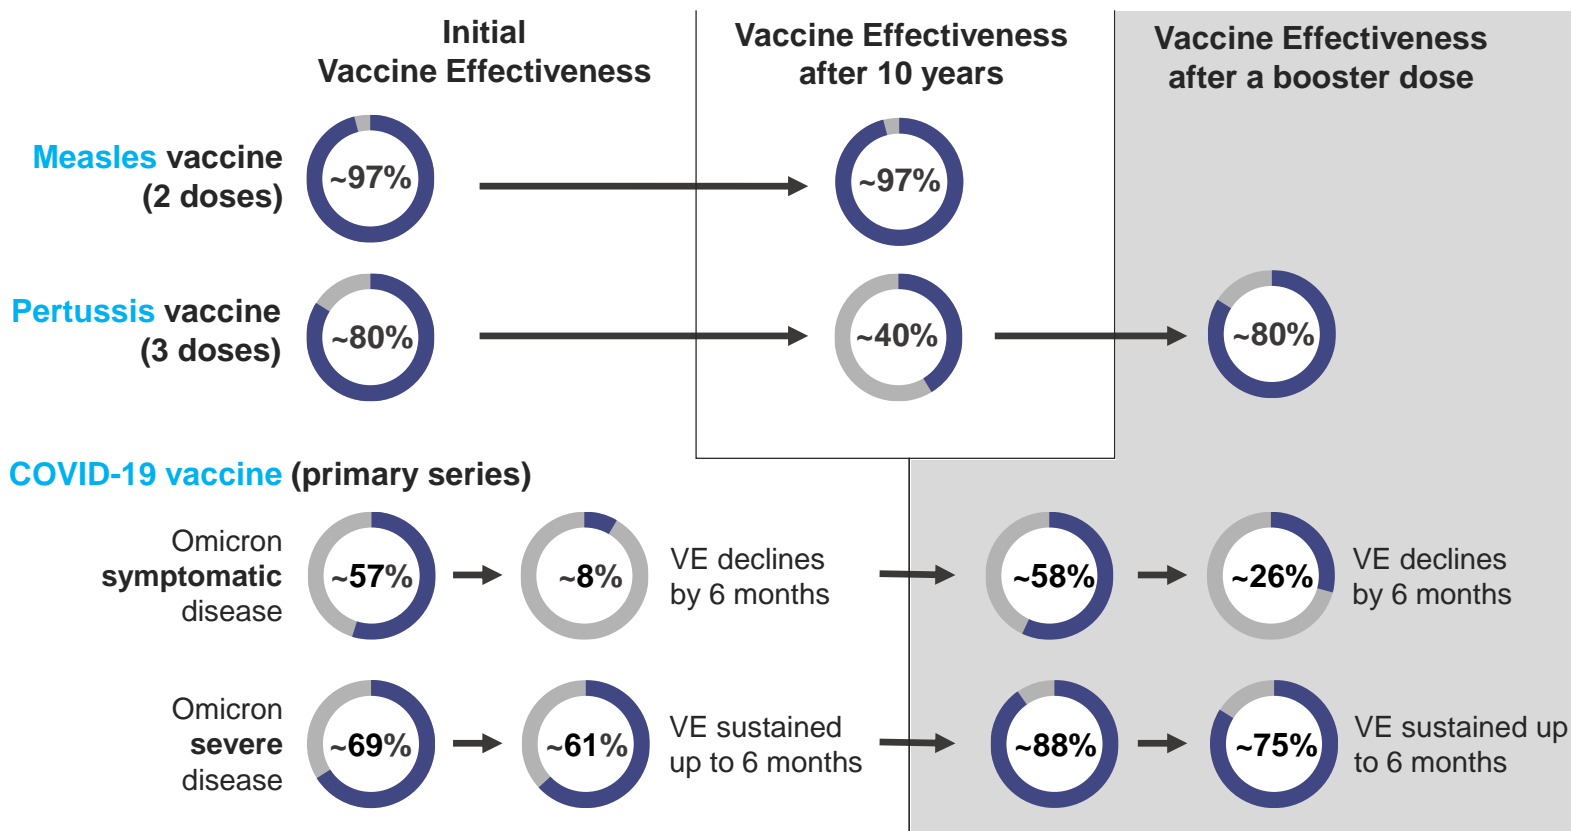 Initial
Vaccine Effectiveness
Vaccine Effectiveness
after 10 years
Vaccine Effectiveness
after a booster dose
Measles vaccine
(2 doses)
~97%
~97%
Pertussis vaccine
(3 doses)
~80%
~40%
~80%
COVID-19 vaccine (primary series)
Omicron
symptomatic
disease
~57%
~8%
VE declines
by 6 months
~58%
~26%
VE declines
by 6 months
Omicron
severe
disease
~69%
~61%
VE sustained
up to 6 months
~88%
~75%
VE sustained up
to 6 months